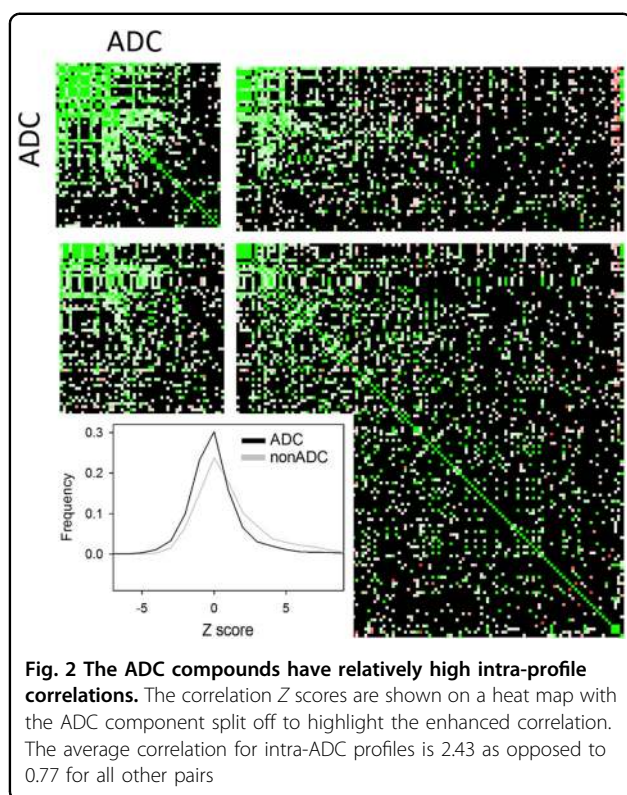 ADC
ADC
0.3
0.2
0.1
0.0
Frequency
ADC
nonADC
-5
0
5
Z score
Fig. 2 The ADC compounds have relatively high intra-profile
correlations. The correlation Z scores are shown on a heat map with
the ADC component split off to highlight the enhanced correlation.
The average correlation for intra-ADC profiles is 2.43 as opposed to
0.77 for all other pairs